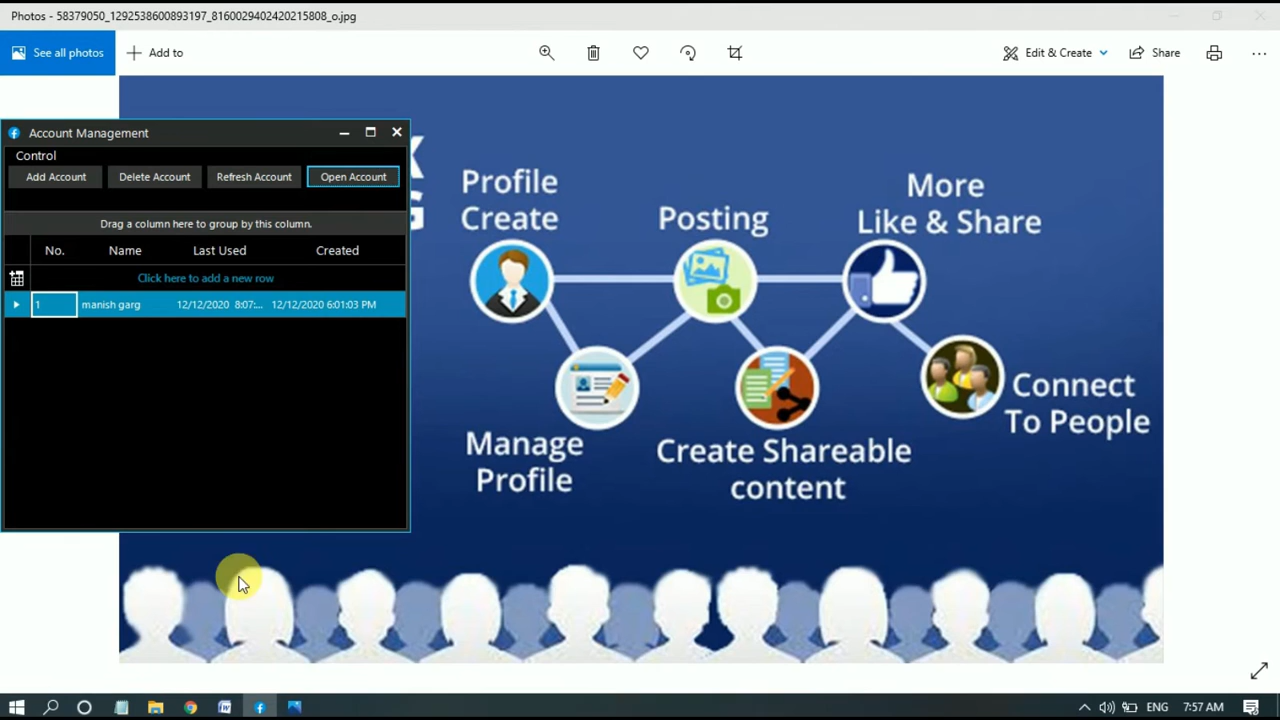 Photos - 58379050_1292538600893197_8160029402420215808_o.jpg
See all photos
Add to
Edit & Create
Share
Account Management
Control
Add Account
Delete Account
Refresh Account
Open Account
Drag a column here to group by this column.
No. Name Last Used Created
Click here to add a new row
1 manish garg 12/12/2020 8:07:... 12/12/2020 6:01:03 PM
K
G
Profile
Create
Posting
More
Like & Share
Manage
Profile
Create Shareable
content
Connect
To People
ENG
7:57 AM